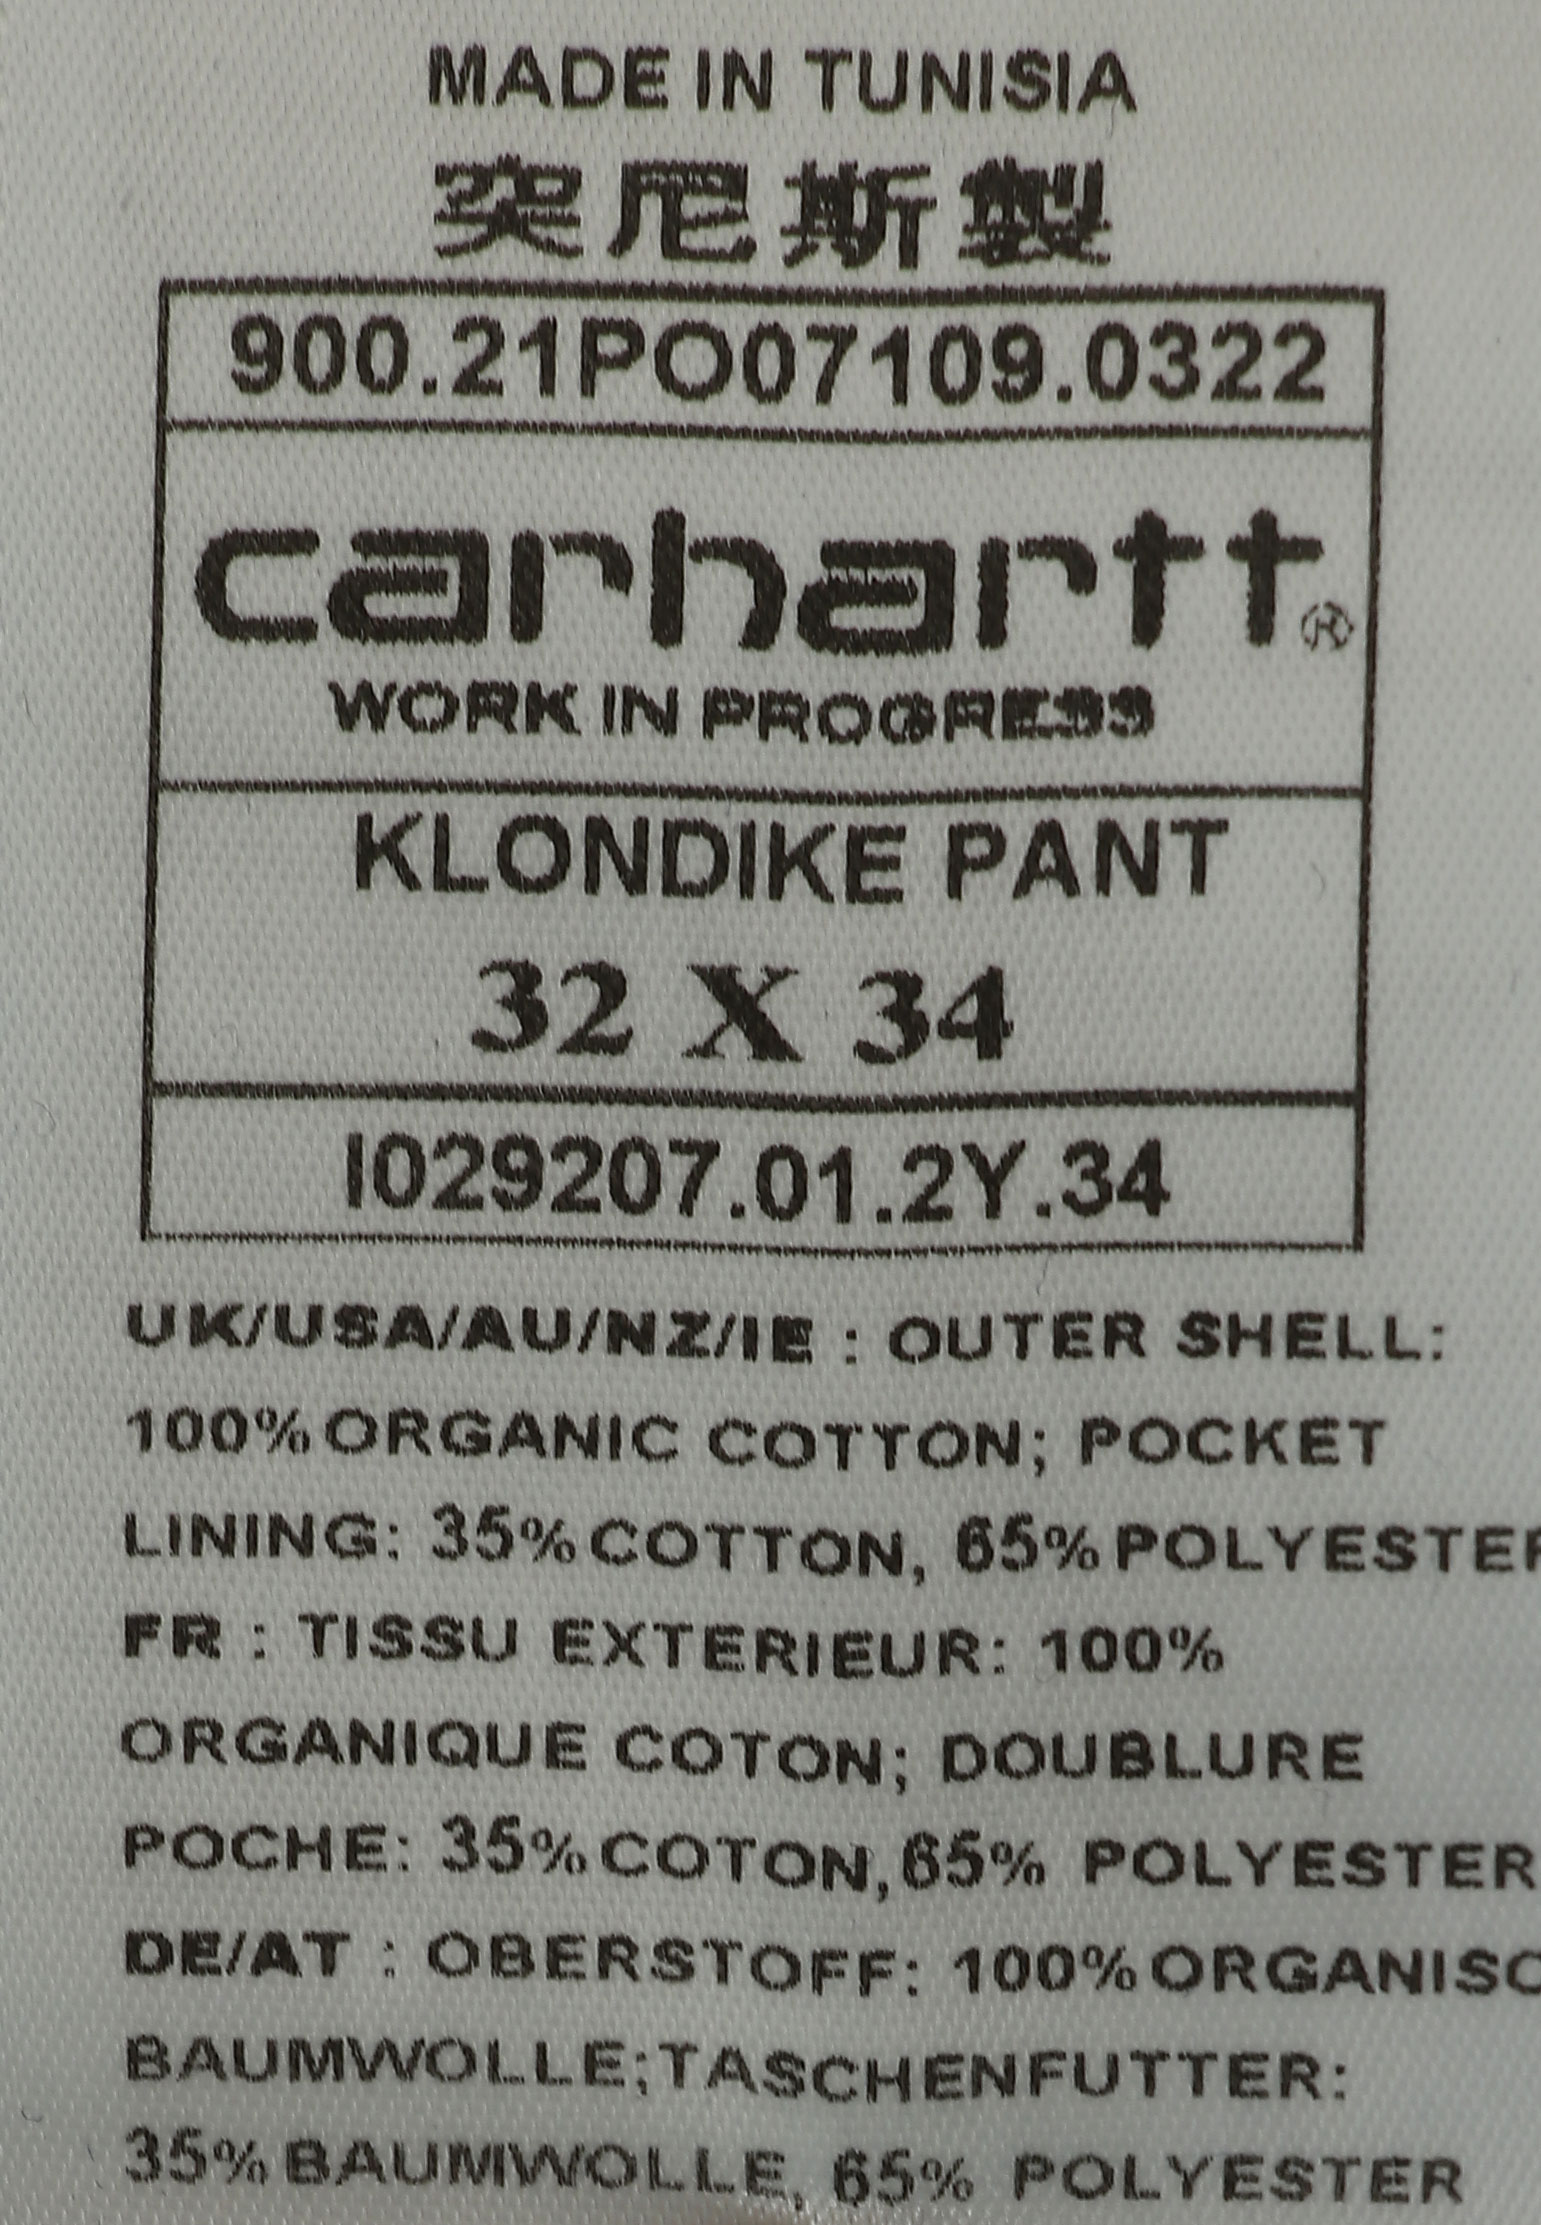 MADE IN TUNISIA
突尼斯製
900.21PO07109.0322
carhartt®
WORK IN PROGRESS
KLONDIKE PANT
32 X 34
I029207.01.2Y.34
UK/USA/AU/NZ/IE : OUTER SHELL:
100% ORGANIC COTTON; POCKET
LINING: 35% COTTON, 65% POLYESTER
FR : TISSU EXTERIEUR: 100%
ORGANIQUE COTON; DOUBLURE
POCHE: 35% COTON,65% POLYESTER
DE/AT : OBERSTOFF: 100% ORGANISC
BAUMWOLLE;TASCHENFUTTER:
35% BAUMWOLLE, 65% POLYESTER